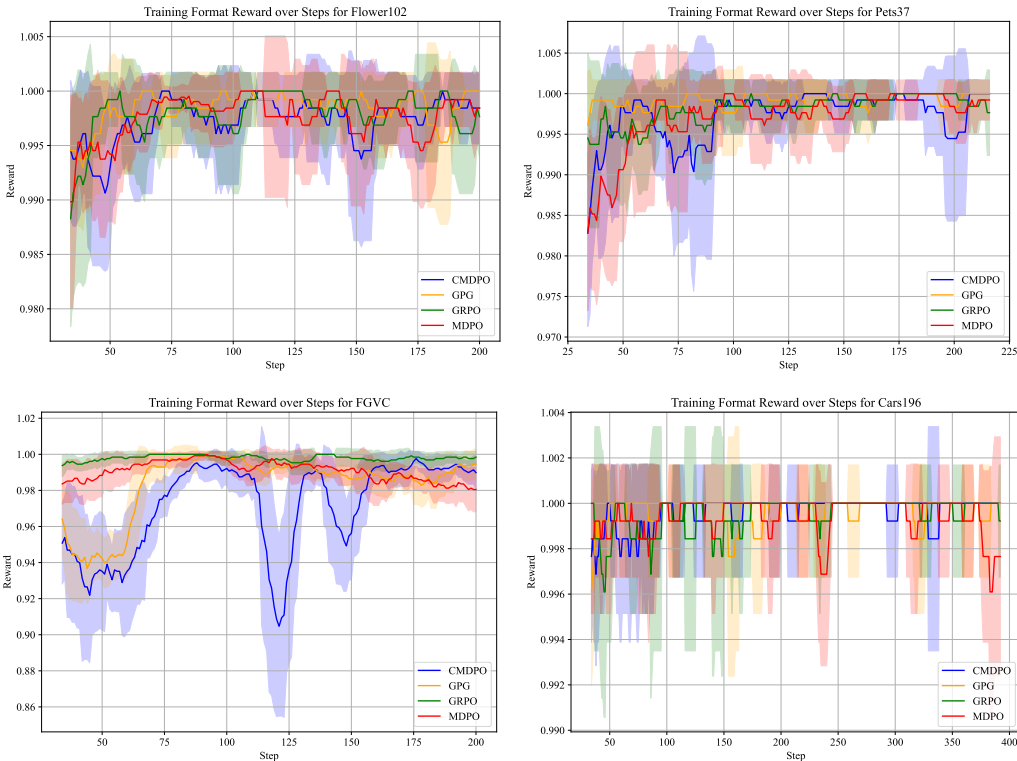 Training Format Reward over Steps for Flower102
1.005
1.000
0.995
0.990
0.985
0.980
Reward
50
75
100
125
150
175
200
Step
CMDPO
GPG
GRPO
MDPO
Training Format Reward over Steps for Pets37
1.005
1.000
0.995
0.990
0.985
0.980
0.975
0.970
Reward
25
50
75
100
125
150
175
200
225
Step
CMDPO
GPG
GRPO
MDPO
Training Format Reward over Steps for FGVC
1.02
1.00
0.98
0.96
0.94
0.92
0.90
0.88
0.86
Reward
50
75
100
125
150
175
200
Step
CMDPO
GPG
GRPO
MDPO
Training Format Reward over Steps for Cars196
1.004
1.002
1.000
0.998
0.996
0.994
0.992
0.990
Reward
50
100
150
200
250
300
350
400
Step
CMDPO
GPG
GRPO
MDPO